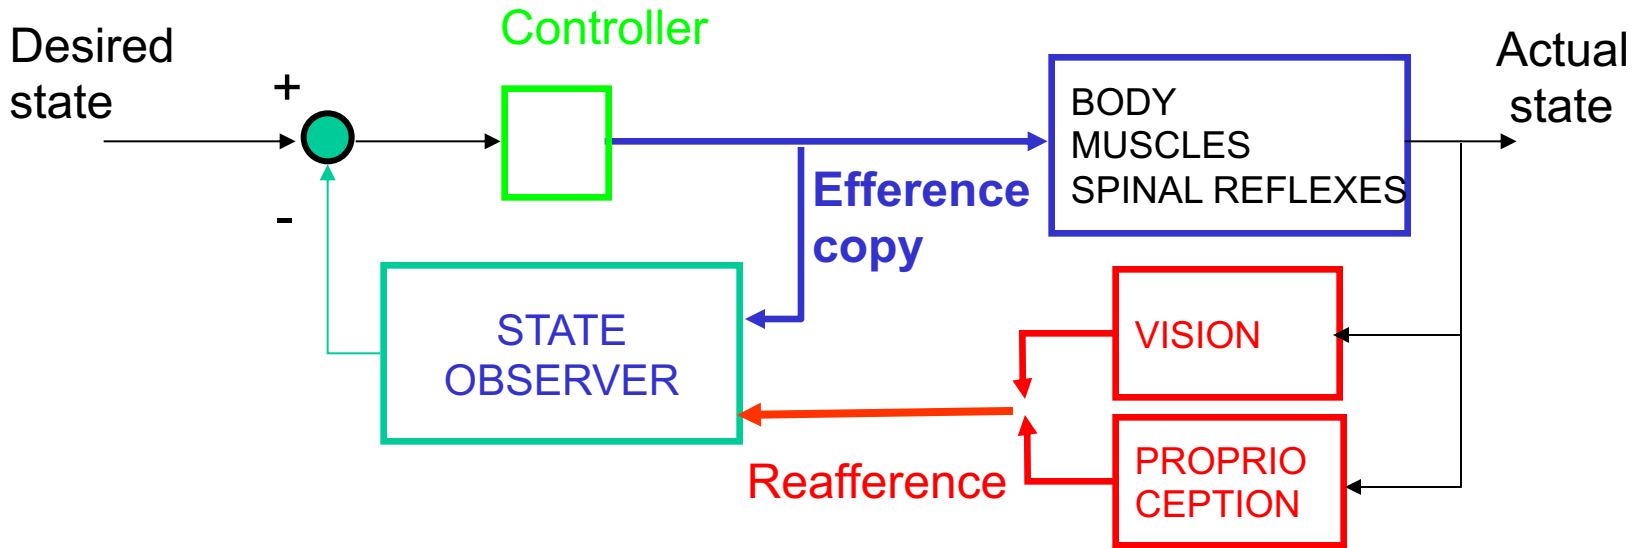 Controller
Desired
state
+
-
BODY
MUSCLES
SPINAL REFLEXES
Actual
state
Efference
copy
STATE
OBSERVER
VISION
Reafference
PROPRIO
CEPTION